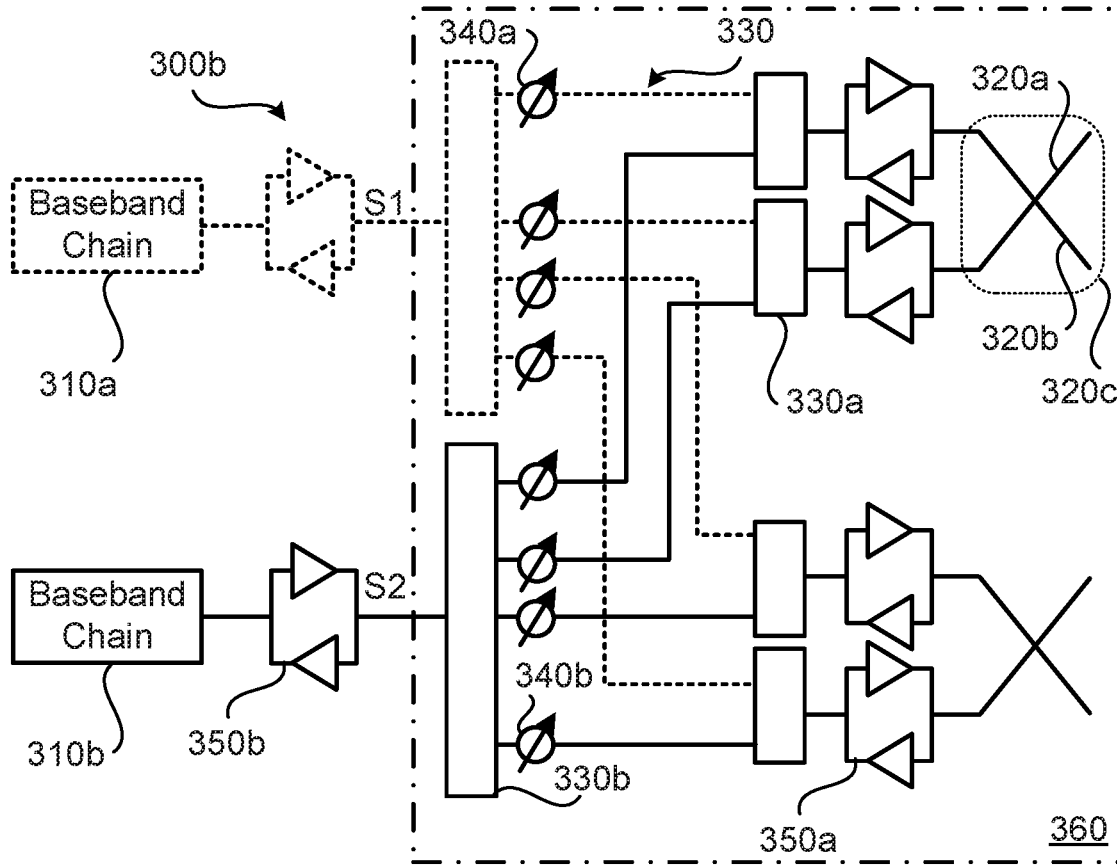 340a
330
300b
320a
Baseband
Chain
S1
310a
320b
320c
330a
Baseband
Chain
S2
340b
310b
350b
330b
350a
360